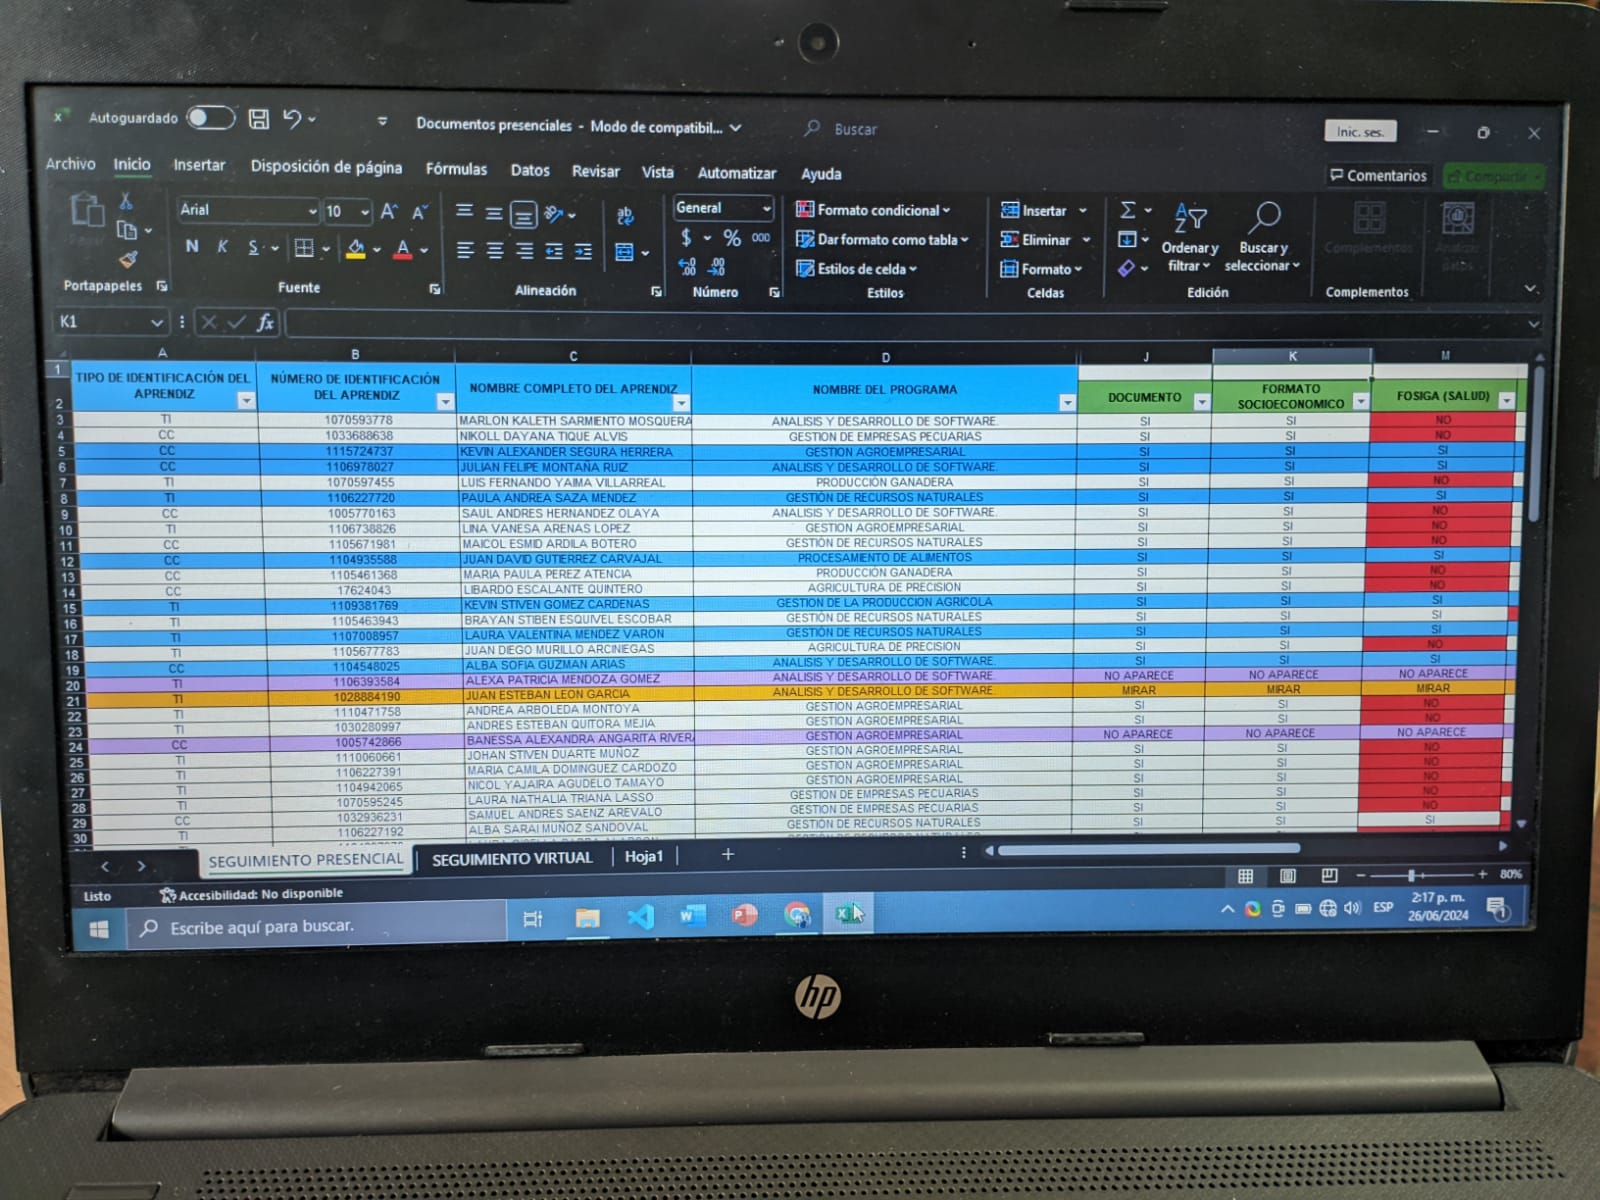 Autoguardado
Documentos presenciales - Modo de compatibil...
Buscar
Inic. ses.
Archivo Inicio Insertar Disposición de página Fórmulas Datos Revisar Vista Automatizar Ayuda
Comentarios Compartir
Arial 10 General
Formato condicional Insertar
N K S
$ % 000
Dar formato como tabla Eliminar Ordenar y filtrar Buscar y seleccionar Complementos
Estilos de celda Formato
Portapapeles Fuente Alineación Número Estilos Celdas Edición Complementos
K1 fx
A B C D J K M
1
2 TIPO DE IDENTIFICACIÓN DEL APRENDIZ NÚMERO DE IDENTIFICACIÓN DEL APRENDIZ NOMBRE COMPLETO DEL APRENDIZ NOMBRE DEL PROGRAMA DOCUMENTO FORMATO SOCIOECONOMICO FOSIGA (SALUD)
3 TI 1070593778 MARLON KALETH SARMIENTO MOSQUERA ANALISIS Y DESARROLLO DE SOFTWARE. SI SI NO
4 CC 1033688638 NIKOLL DAYANA TIQUE ALVIS GESTION DE EMPRESAS PECUARIAS SI SI NO
5 CC 1115724737 KEVIN ALEXANDER SEGURA HERRERA GESTION AGROEMPRESARIAL SI SI SI
6 CC 1106978027 JULIAN FELIPE MONTAÑA RUIZ ANALISIS Y DESARROLLO DE SOFTWARE. SI SI SI
7 TI 1070597455 LUIS FERNANDO YAIMA VILLARREAL PRODUCCIÓN GANADERA SI SI NO
8 TI 1106227720 PAULA ANDREA SAZA MENDEZ GESTIÓN DE RECURSOS NATURALES SI SI SI
9 CC 1005770163 SAUL ANDRES HERNANDEZ OLAYA ANALISIS Y DESARROLLO DE SOFTWARE. SI SI NO
10 TI 1106738826 LINA VANESA ARENAS LOPEZ GESTION AGROEMPRESARIAL SI SI NO
11 CC 1105671981 MAICOL ESMID ARDILA BOTERO GESTIÓN DE RECURSOS NATURALES SI SI NO
12 CC 1104935588 JUAN DAVID GUTIERREZ CARVAJAL PROCESAMIENTO DE ALIMENTOS SI SI SI
13 CC 1105461368 MARIA PAULA PEREZ ATENCIA PRODUCCIÓN GANADERA SI SI NO
14 CC 17624043 LIBARDO ESCALANTE QUINTERO AGRICULTURA DE PRECISION SI SI NO
15 TI 1109381769 KEVIN STIVEN GOMEZ CARDENAS GESTION DE LA PRODUCCION AGRICOLA SI SI SI
16 TI 1105463943 BRAYAN STIBEN ESQUIVEL ESCOBAR GESTIÓN DE RECURSOS NATURALES SI SI SI
17 TI 1107008957 LAURA VALENTINA MENDEZ VARON GESTIÓN DE RECURSOS NATURALES SI SI SI
18 TI 1105677783 JUAN DIEGO MURILLO ARCINIEGAS AGRICULTURA DE PRECISION SI SI NO
19 CC 1104548025 ALBA SOFIA GUZMAN ARIAS ANALISIS Y DESARROLLO DE SOFTWARE. SI SI SI
20 TI 1106393584 ALEXA PATRICIA MENDOZA GOMEZ ANALISIS Y DESARROLLO DE SOFTWARE. NO APARECE NO APARECE NO APARECE
21 TI 1028884190 JUAN ESTEBAN LEON GARCIA ANALISIS Y DESARROLLO DE SOFTWARE. MIRAR MIRAR MIRAR
22 TI 1110471758 ANDREA ARBOLEDA MONTOYA GESTION AGROEMPRESARIAL SI SI NO
23 TI 1030280997 ANDRES ESTEBAN QUITORA MEJIA GESTION AGROEMPRESARIAL SI SI NO
24 CC 1005742866 BANESSA ALEXANDRA ANGARITA RIVERA GESTION AGROEMPRESARIAL NO APARECE NO APARECE NO APARECE
25 TI 1110060661 JOHAN STIVEN DUARTE MUÑOZ GESTION AGROEMPRESARIAL SI SI NO
26 TI 1106227391 MARIA CAMILA DOMINGUEZ CARDOZO GESTION AGROEMPRESARIAL SI SI NO
27 TI 1104942065 NICOL YAJAIRA AGUDELO TAMAYO GESTION AGROEMPRESARIAL SI SI NO
28 TI 1070595245 LAURA NATHALIA TRIANA LASSO GESTION DE EMPRESAS PECUARIAS SI SI NO
29 CC 1032936231 SAMUEL ANDRES SAENZ AREVALO GESTION DE EMPRESAS PECUARIAS SI SI NO
30 TI 1106227192 ALBA SARAI MUÑOZ SANDOVAL GESTIÓN DE RECURSOS NATURALES SI SI SI
SEGUIMIENTO PRESENCIAL SEGUIMIENTO VIRTUAL Hoja1 +
Listo Accesibilidad: No disponible 80%
Escribe aquí para buscar. ESP 2:17 p. m.
26/06/2024
hp